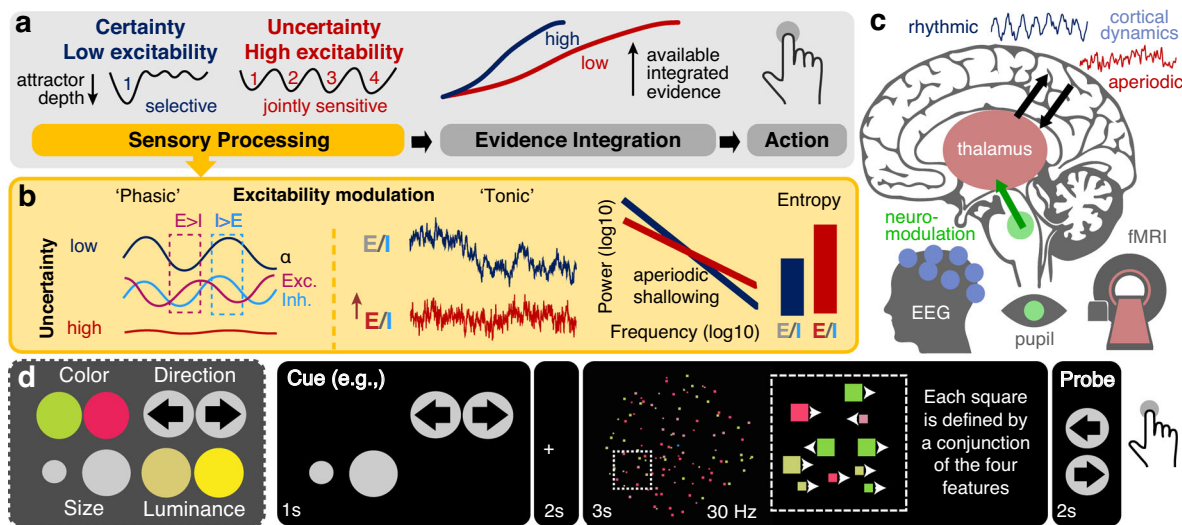 a
Certainty
Low excitability
Uncertainty
High excitability
attractor
depth
1
selective
1 2 3 4
jointly sensitive
high
low
available
integrated
evidence
Sensory Processing
Evidence Integration
Action
b
'Phasic'
Excitability modulation
'Tonic'
Uncertainty
low
high
E>I
I>E
α
Exc.
Inh.
E/I
E/I
Power (log10)
aperiodic
shallowing
Frequency (log10)
Entropy
E/I
E/I
c
rhythmic
cortical
dynamics
aperiodic
thalamus
neuro-
modulation
EEG
pupil
fMRI
d
Color
Direction
Size
Luminance
Cue (e.g.,)
1s
+
2s
3s
30 Hz
Each square
is defined by
a conjunction
of the four
features
Probe
2s